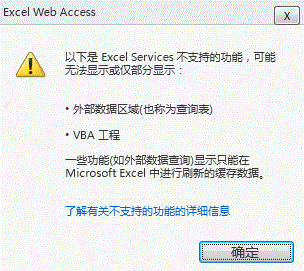 Excel Web Access
X
以下是 Excel Services 不支持的功能，可能
无法显示或仅部分显示：
• 外部数据区域(也称为查询表)
• VBA 工程
一些功能(如外部数据查询)显示只能在
Microsoft Excel 中进行刷新的缓存数据。
了解有关不支持的功能的详细信息
确定